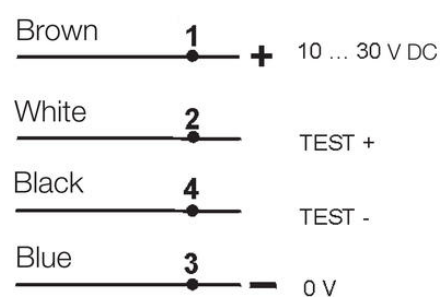 Brown 1 + 10 ... 30 V DC
White 2 TEST +
Black 4 TEST -
Blue 3 − 0 V